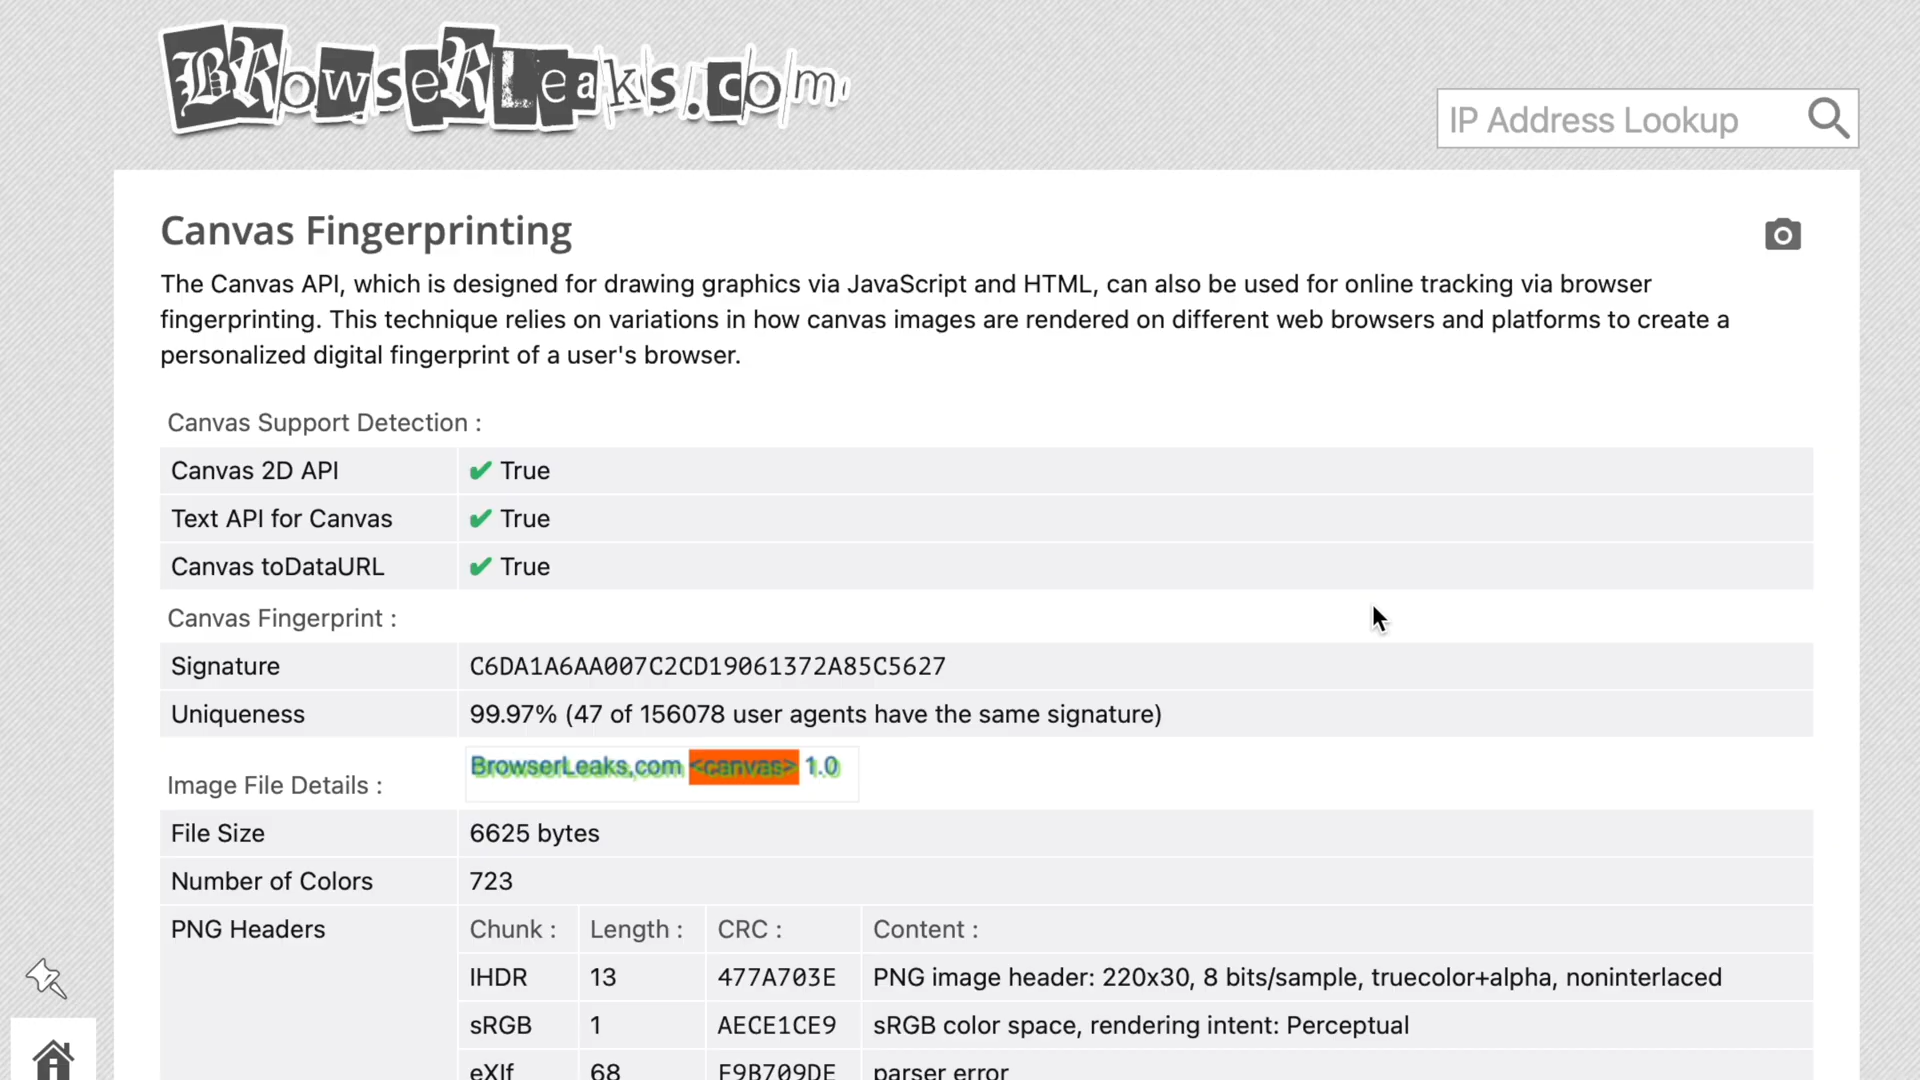 BRowseRLeaks.com
IP Address Lookup
Canvas Fingerprinting
The Canvas API, which is designed for drawing graphics via JavaScript and HTML, can also be used for online tracking via browser
fingerprinting. This technique relies on variations in how canvas images are rendered on different web browsers and platforms to create a
personalized digital fingerprint of a user's browser.
Canvas Support Detection :
Canvas 2D API ✔ True
Text API for Canvas ✔ True
Canvas toDataURL ✔ True
Canvas Fingerprint :
Signature C6DA1A6AA007C2CD19061372A85C5627
Uniqueness 99.97% (47 of 156078 user agents have the same signature)
Image File Details : BrowserLeaks,com <canvas> 1.0
File Size 6625 bytes
Number of Colors 723
PNG Headers Chunk : Length : CRC : Content :
IHDR 13 477A703E PNG image header: 220x30, 8 bits/sample, truecolor+alpha, noninterlaced
sRGB 1 AECE1CE9 sRGB color space, rendering intent: Perceptual
eXIf 68 F9B709DE parser error